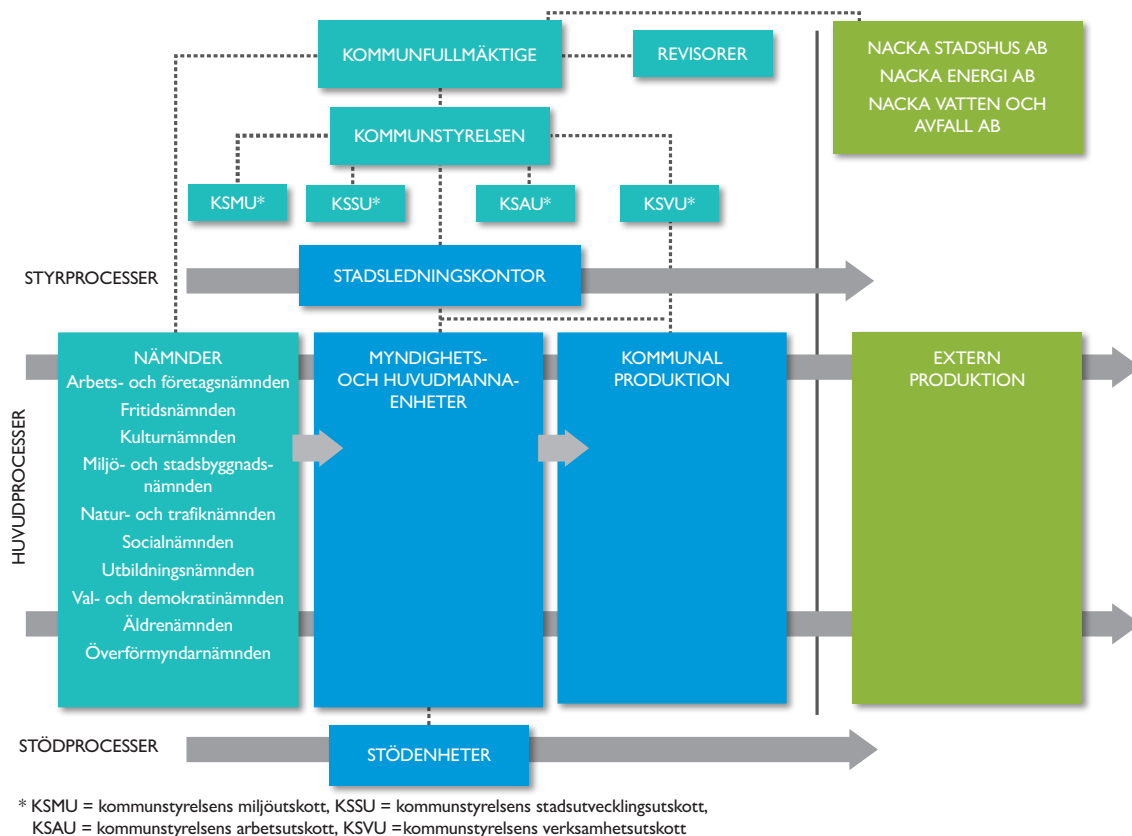 KOMMUNFULLMÄKTIGE
REVISORER
NACKA STADSHUS AB
NACKA ENERGI AB
NACKA VATTEN OCH
AVFALL AB
KOMMUNSTYRELSEN
KSMU*
KSSU*
KSAU*
KSVU*
STYRPROCESSER
STADSLEDNINGSKONTOR
HUVUDPROCESSER
NÄMNDER
Arbets- och företagsnämnden
Fritidsnämnden
Kulturnämnden
Miljö- och stadsbyggnads-
nämnden
Natur- och trafiknämnden
Socialnämnden
Utbildningsnämnden
Val- och demokratinämnden
Äldrenämnden
Överförmyndarnämnden
MYNDIGHETS-
OCH HUVUDMANNA-
ENHETER
KOMMUNAL
PRODUKTION
EXTERN
PRODUKTION
STÖDPROCESSER
STÖDENHETER
* KSMU = kommunstyrelsens miljöutskott, KSSU = kommunstyrelsens stadsutvecklingsutskott,
KSAU = kommunstyrelsens arbetsutskott, KSVU =kommunstyrelsens verksamhetsutskott